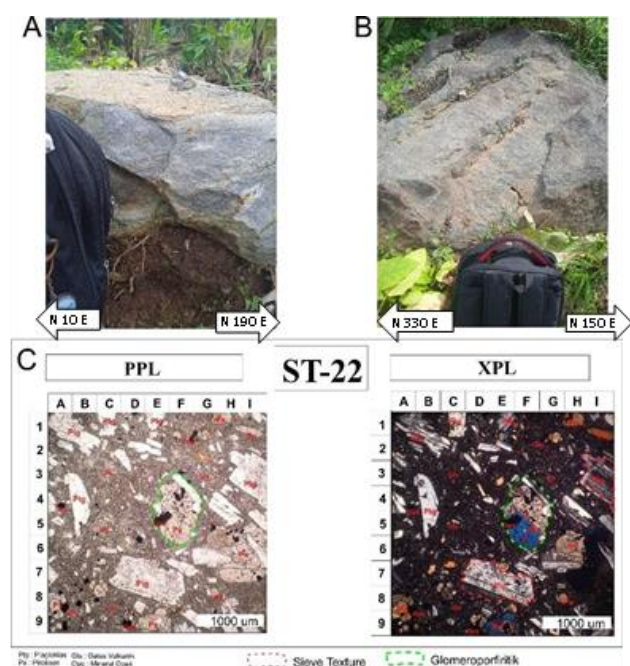 A
B
N 10 E
N 190 E
N 330 E
N 150 E
C
PPL
ST-22
XPL
A B C D E F G H I
A B C D E F G H I
1
2
3
4
5
6
7
8
9
1
2
3
4
5
6
7
8
9
1000 um
1000 um
Sieve Texture
Glomeroporfiritik